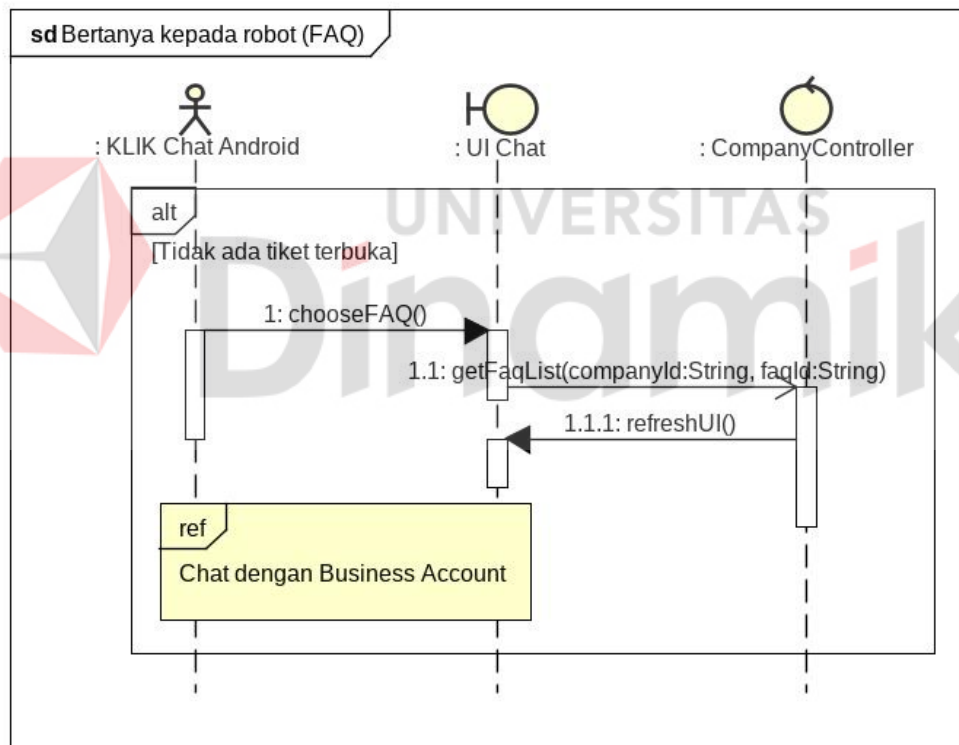 sd Bertanya kepada robot (FAQ)
: KLIK Chat Android
: UI Chat
: CompanyController
UNIVERSITAS
Dinamik
alt
[Tidak ada tiket terbuka]
1: chooseFAQ()
1.1: getFaqList(companyId:String, faqId:String)
1.1.1: refreshUI()
ref
Chat dengan Business Account